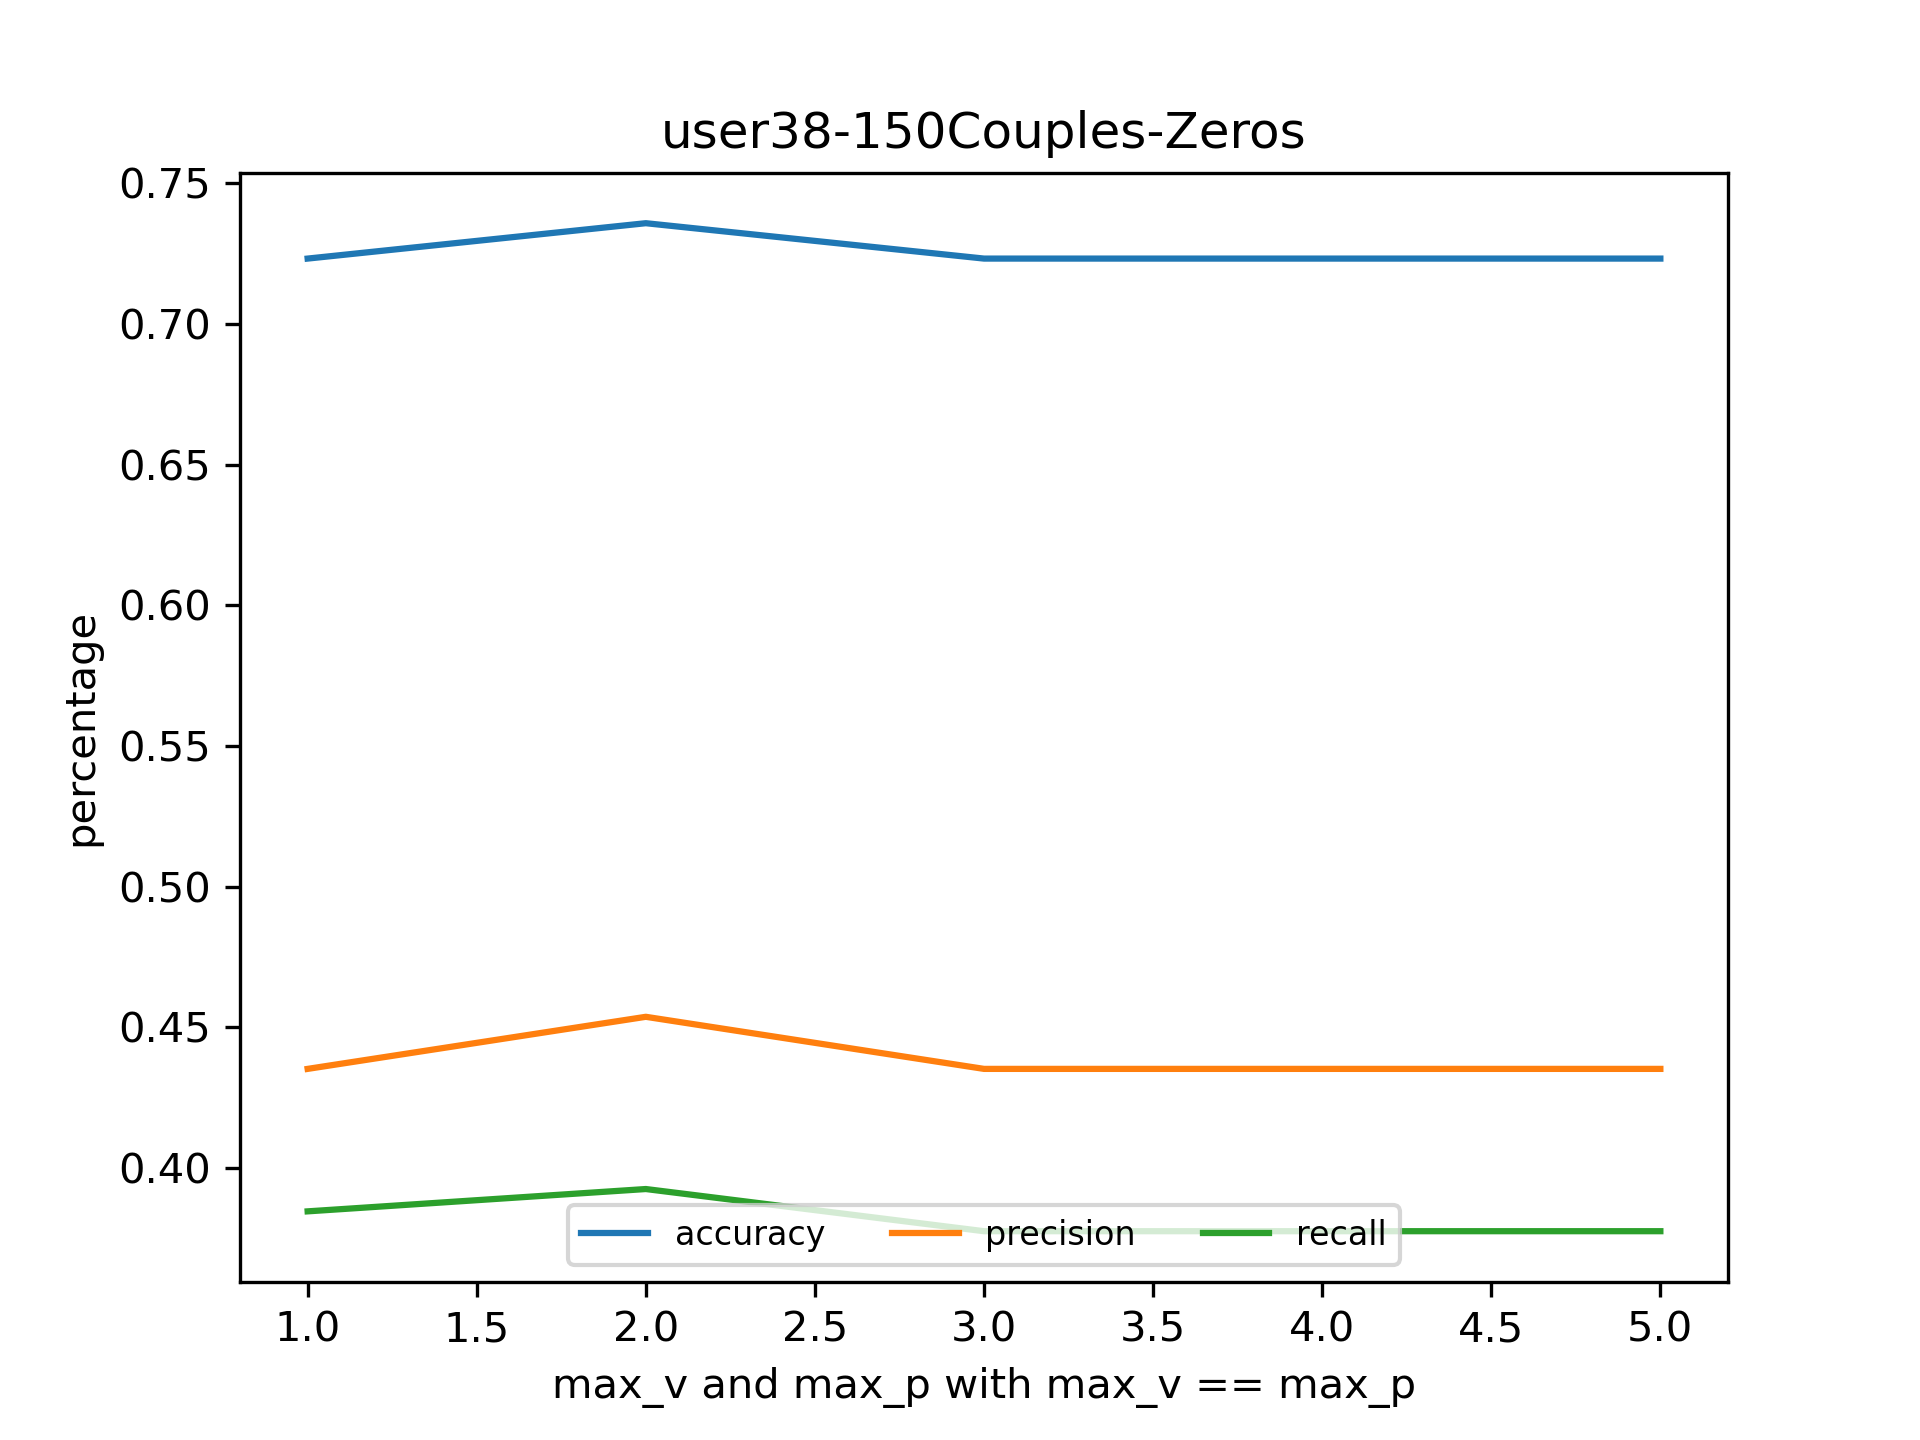 user38-150Couples-Zeros
0.75
0.70
0.65
0.60
0.55
0.50
0.45
0.40
percentage
accuracy precision recall
1.0 1.5 2.0 2.5 3.0 3.5 4.0 4.5 5.0
max_v and max_p with max_v == max_p